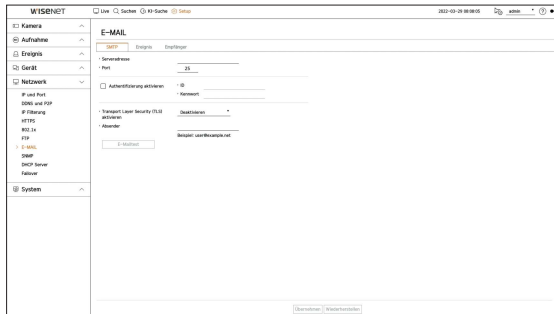 WISENET
Live Suchen KI-Suche Setup
2022-03-29 00:00:05 admin
Kamera
Aufnahme
Ereignis
Gerät
Netzwerk
IP und Port
DDNS und P2P
IP Filterung
HTTPS
802.1x
FTP
E-MAIL
SNMP
DHCP Server
Failover
System
E-MAIL
SMTP Ereignis Empfänger
Serveradresse
Port 25
Authentifizierung aktivieren
ID
Kennwort
Transport Layer Security (TLS) aktivieren Deaktivieren
Absender
Beispiel: user@example.net
E-Mailtest
Übernehmen Wiederherstellen